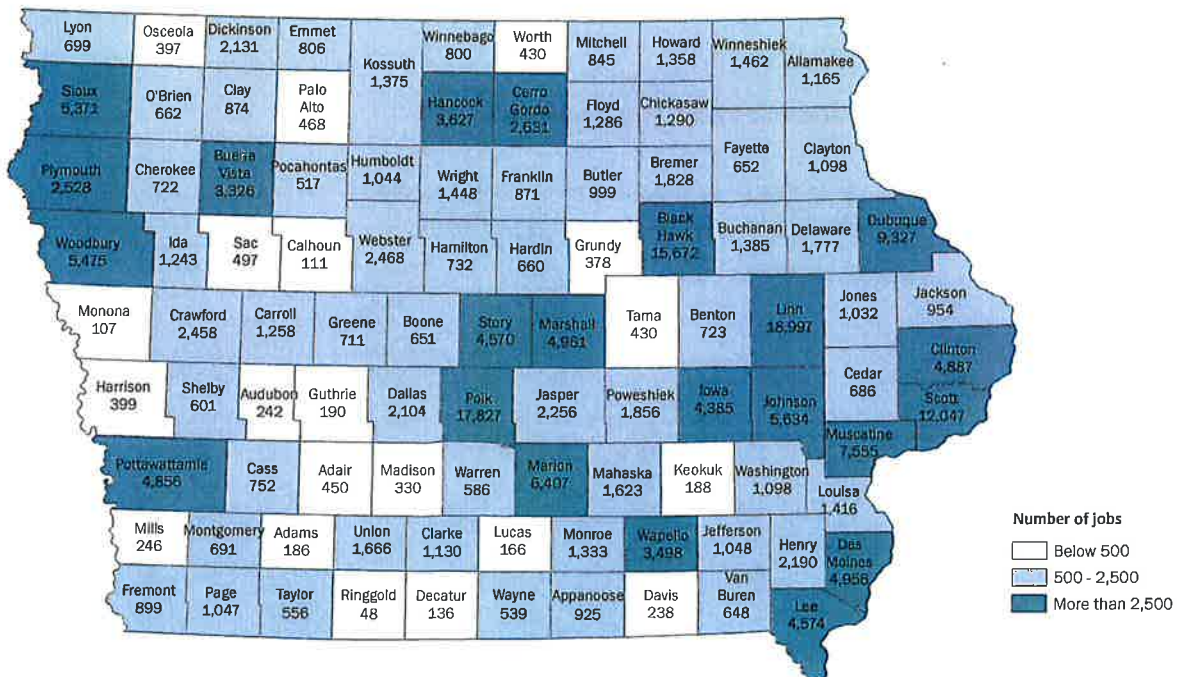 Lyon
699
Osceola
397
Dickinson
2,131
Emmet
806
Kossuth
1,375
Winnebago
800
Worth
430
Mitchell
845
Howard
1,358
Winneshiek
1,462
Allamakee
1,165
Sioux
5,371
O'Brien
662
Clay
874
Palo
Alto
468
Hancock
3,627
Cerro
Gordo
2,631
Floyd
1,286
Chickasaw
1,290
Fayette
652
Clayton
1,098
Plymouth
2,528
Cherokee
722
Buena
Vista
3,326
Pocahontas
517
Humboldt
1,044
Wright
1,448
Franklin
871
Butler
999
Bremer
1,828
Woodbury
5,475
Ida
1,243
Sac
497
Calhoun
111
Webster
2,468
Hamilton
732
Hardin
660
Grundy
378
Black
Hawk
15,672
Buchanan
1,385
Delaware
1,777
Dubuque
9,327
Monona
107
Crawford
2,458
Carroll
1,258
Greene
711
Boone
651
Story
4,570
Marshall
4,961
Tama
430
Benton
723
Linn
18,997
Jones
1,032
Jackson
954
Clinton
4,887
Harrison
399
Shelby
601
Audubon
242
Guthrie
190
Dallas
2,104
Polk
17,827
Jasper
2,256
Poweshiek
1,856
Iowa
4,385
Johnson
5,634
Cedar
686
Scott
12,047
Muscatine
7,555
Pottawattamie
4,856
Cass
752
Adair
450
Madison
330
Warren
586
Marion
6,407
Mahaska
1,623
Keokuk
188
Washington
1,098
Louisa
1,416
Mills
246
Montgomery
691
Adams
186
Union
1,666
Clarke
1,130
Lucas
166
Monroe
1,333
Wapello
3,498
Jefferson
1,048
Henry
2,190
Des
Moines
4,956
Fremont
899
Page
1,047
Taylor
556
Ringgold
48
Decatur
136
Wayne
539
Appanoose
925
Davis
238
Van
Buren
648
Lee
4,574
Number of jobs
Below 500
500 - 2,500
More than 2,500